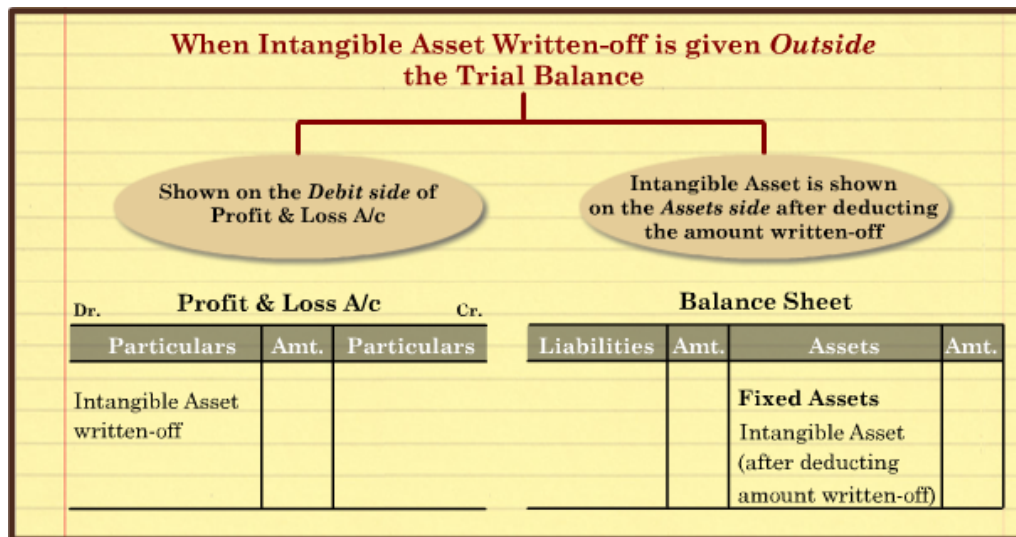 When Intangible Asset Written-off is given Outside
the Trial Balance
Shown on the Debit side of
Profit & Loss A/c
Intangible Asset is shown
on the Assets side after deducting
the amount written-off
Dr. Profit & Loss A/c Cr.
Particulars Amt. Particulars
Intangible Asset
written-off
Balance Sheet
Liabilities Amt. Assets Amt.
Fixed Assets
Intangible Asset
(after deducting
amount written-off)